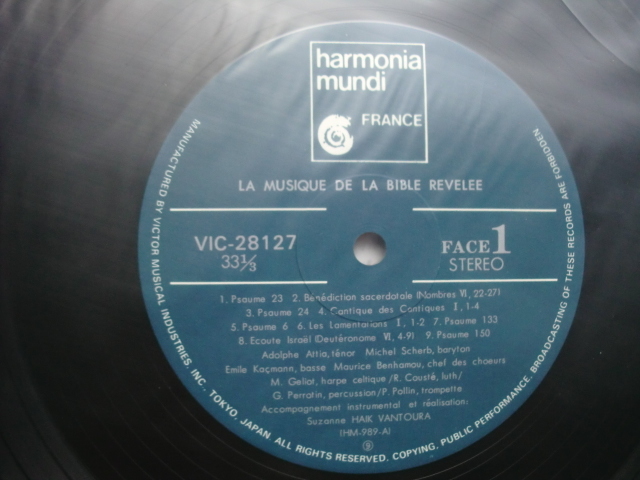 harmonia
mundi
FRANCE
LA MUSIQUE DE LA BIBLE REVELEE
VIC-28127
33⅓
FACE 1
STEREO
1. Psaume 23 2. Bénédiction sacerdotale (Nombres VI, 22-27)
3. Psaume 24 4. Cantique des Cantiques I, 1-4
5. Psaume 6 6. Les Lamentations I, 1-2 7. Psaume 133
8. Ecoute Israël (Deutéronome VI, 4-9) 9. Psaume 150
Adolphe Attia, ténor Michel Scherb, baryton
Emile Kaçmann, basse Maurice Benhamou, chef des choeurs
M. Geliot, harpe celtique / R. Cousté, luth /
G. Perrotin, percussion / P. Pollin, trompette
Accompagnement instrumental et réalisation:
Suzanne HAIK VANTOURA
(HM-989-A)
Ⓟ
MANUFACTURED BY VICTOR MUSICAL INDUSTRIES, INC. TOKYO, JAPAN ALL RIGHTS RESERVED. COPYING, PUBLIC PERFORMANCE, BROADCASTING OF THESE RECORDS ARE FORBIDDEN